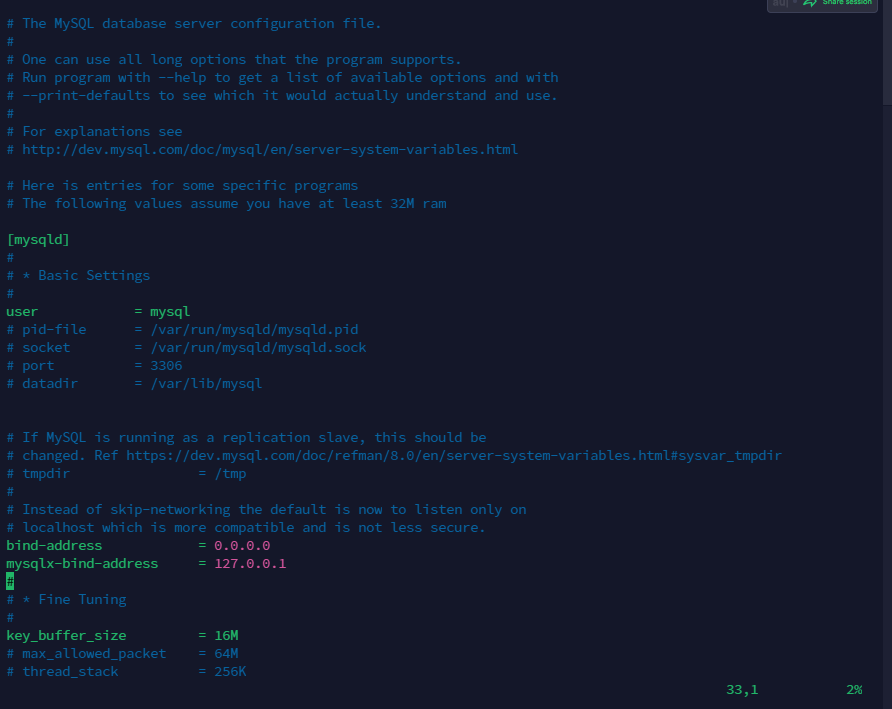 Share session
# The MySQL database server configuration file.
#
# One can use all long options that the program supports.
# Run program with --help to get a list of available options and with
# --print-defaults to see which it would actually understand and use.
#
# For explanations see
# http://dev.mysql.com/doc/mysql/en/server-system-variables.html
# Here is entries for some specific programs
# The following values assume you have at least 32M ram
[mysqld]
#
# * Basic Settings
#
user            = mysql
# pid-file      = /var/run/mysqld/mysqld.pid
# socket        = /var/run/mysqld/mysqld.sock
# port          = 3306
# datadir       = /var/lib/mysql
# If MySQL is running as a replication slave, this should be
# changed. Ref https://dev.mysql.com/doc/refman/8.0/en/server-system-variables.html#sysvar_tmpdir
# tmpdir                = /tmp
#
# Instead of skip-networking the default is now to listen only on
# localhost which is more compatible and is not less secure.
bind-address            = 0.0.0.0
mysqlx-bind-address     = 127.0.0.1
#
# * Fine Tuning
#
key_buffer_size         = 16M
# max_allowed_packet    = 64M
# thread_stack          = 256K
33,1 2%